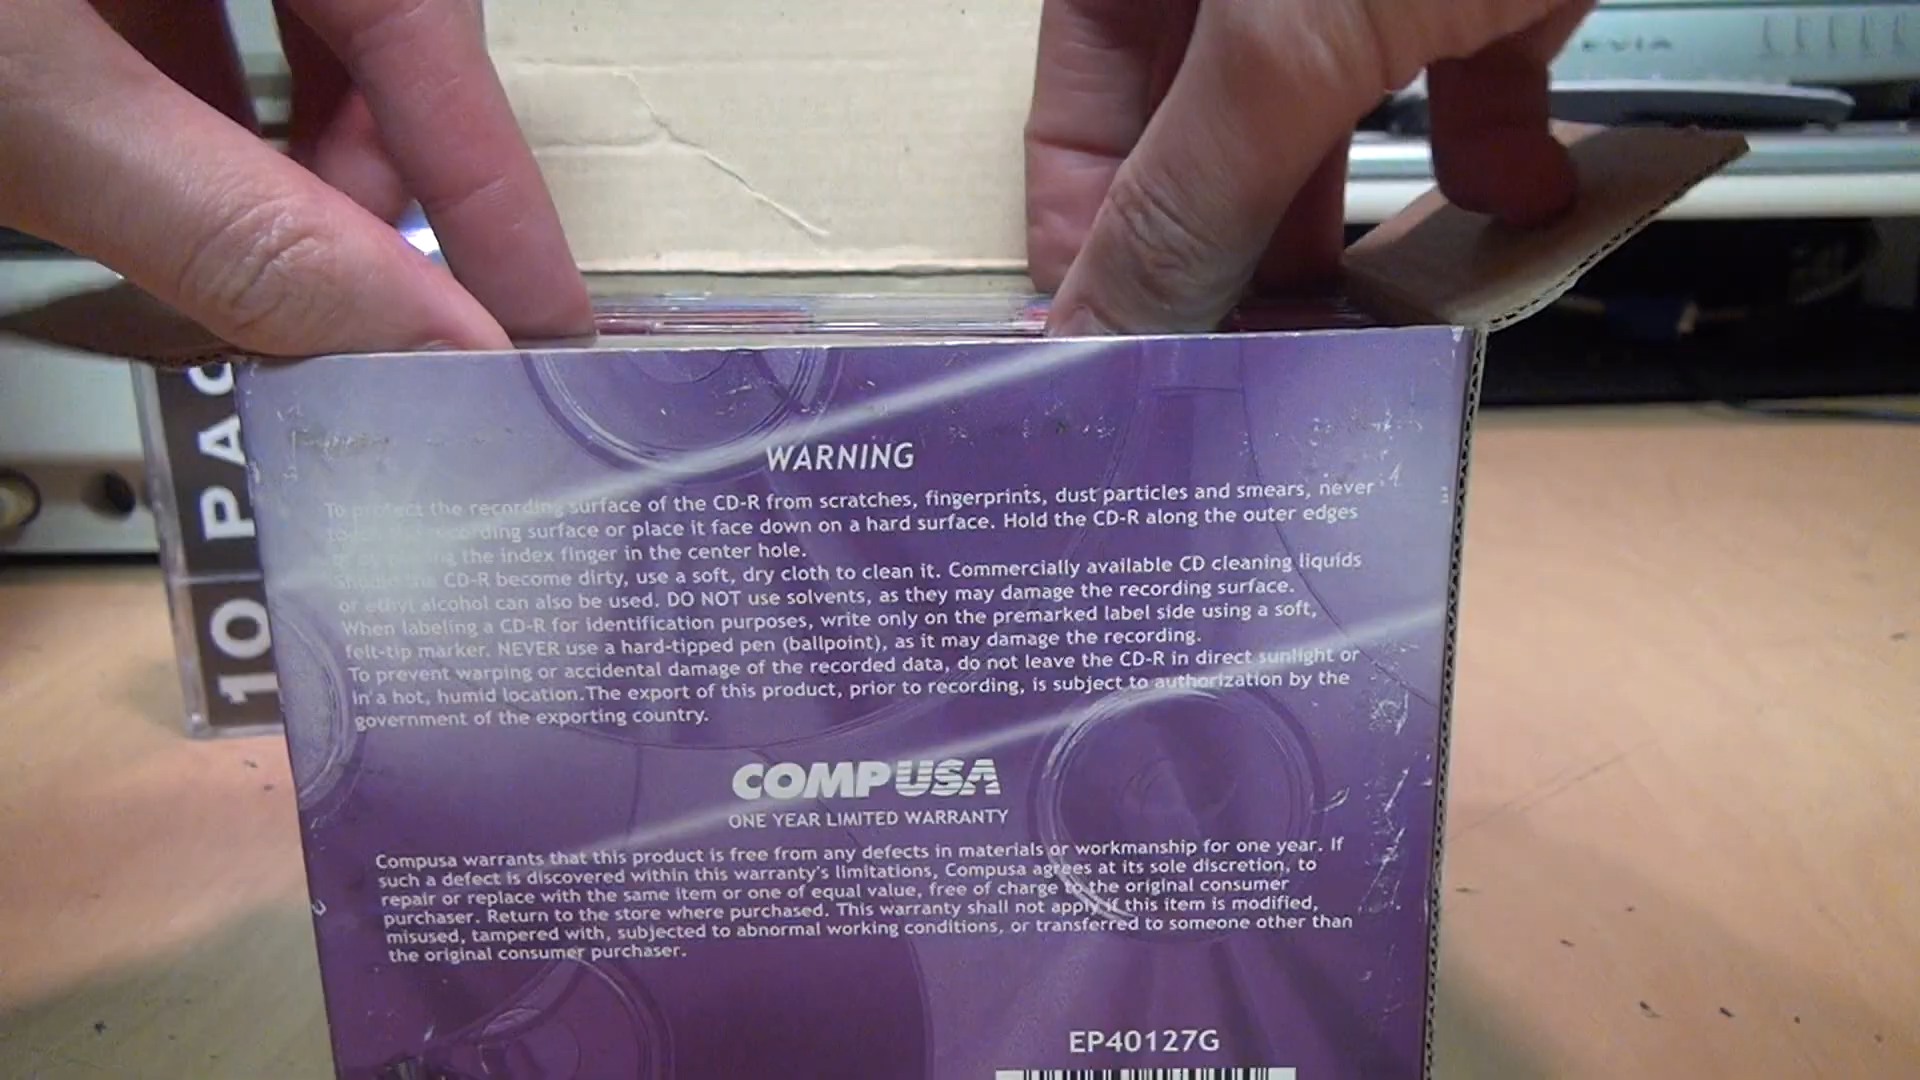 evia
10 PAC
WARNING
To protect the recording surface of the CD-R from scratches, fingerprints, dust particles and smears, never
recording surface or place it face down on a hard surface. Hold the CD-R along the outer edges
the index finger in the center hole.
Should the CD-R become dirty, use a soft, dry cloth to clean it. Commercially available CD cleaning liquids
or ethyl alcohol can also be used. DO NOT use solvents, as they may damage the recording surface.
When labeling a CD-R for identification purposes, write only on the premarked label side using a soft,
felt-tip marker. NEVER use a hard-tipped pen (ballpoint), as it may damage the recording.
To prevent warping or accidental damage of the recorded data, do not leave the CD-R in direct sunlight or
in a hot, humid location.The export of this product, prior to recording, is subject to authorization by the
government of the exporting country.
COMPUSA
ONE YEAR LIMITED WARRANTY
Compusa warrants that this product is free from any defects in materials or workmanship for one year. If
such a defect is discovered within this warranty's limitations, Compusa agrees at its sole discretion, to
repair or replace with the same item or one of equal value, free of charge to the original consumer
purchaser. Return to the store where purchased. This warranty shall not apply if this item is modified,
misused, tampered with, subjected to abnormal working conditions, or transferred to someone other than
the original consumer purchaser.
EP40127G